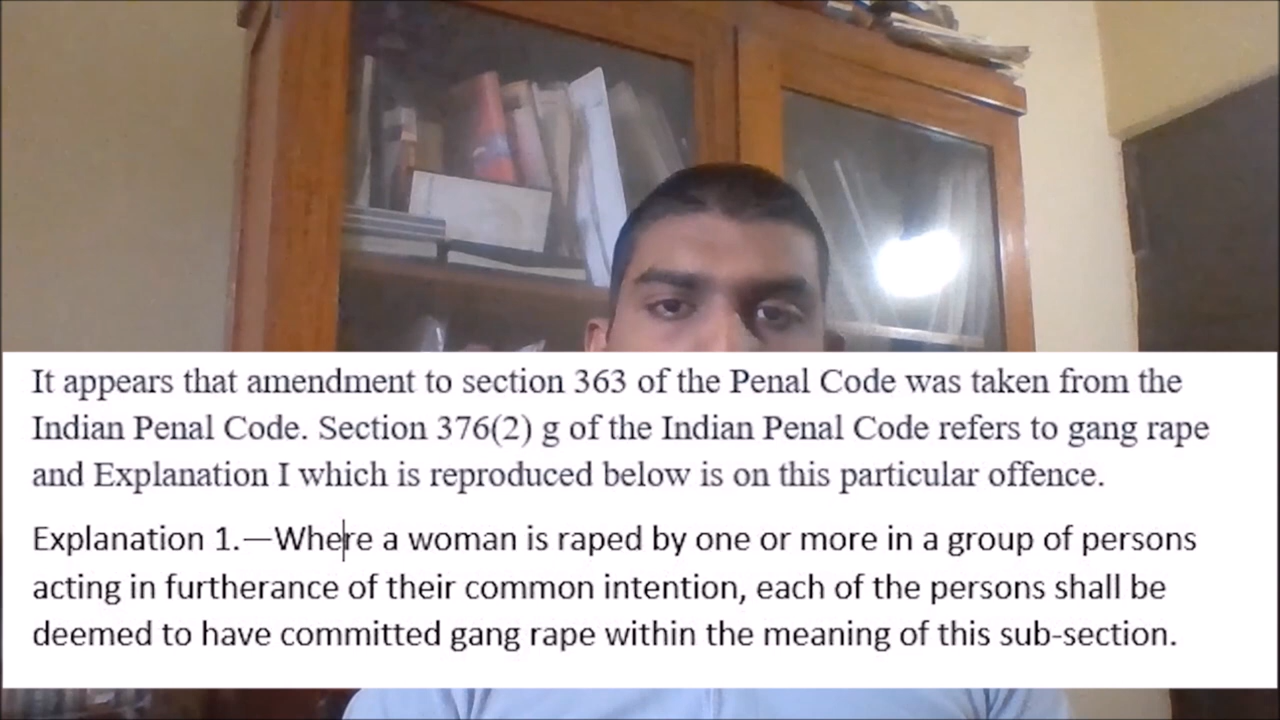 It appears that amendment to section 363 of the Penal Code was taken from the
Indian Penal Code. Section 376(2) g of the Indian Penal Code refers to gang rape
and Explanation I which is reproduced below is on this particular offence.
Explanation 1.—Where a woman is raped by one or more in a group of persons
acting in furtherance of their common intention, each of the persons shall be
deemed to have committed gang rape within the meaning of this sub-section.